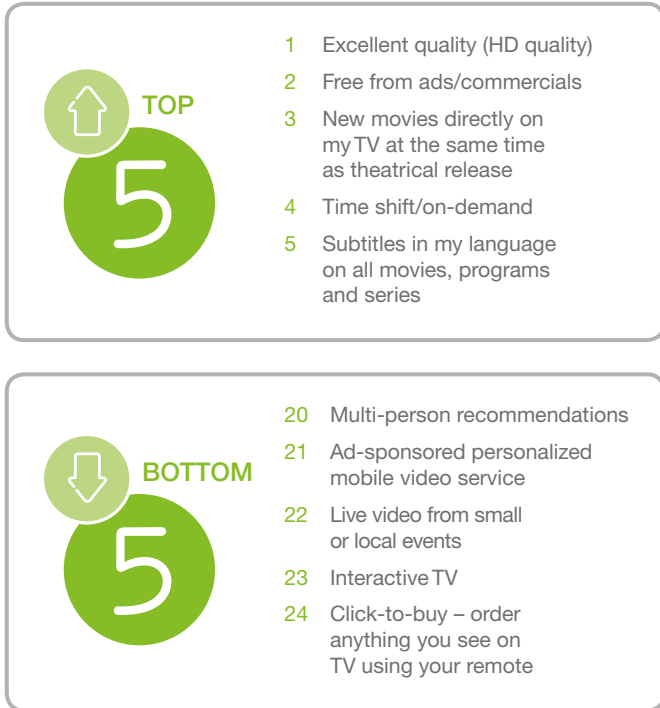 TOP
5
1 Excellent quality (HD quality)
2 Free from ads/commercials
3 New movies directly on
my TV at the same time
as theatrical release
4 Time shift/on-demand
5 Subtitles in my language
on all movies, programs
and series
BOTTOM
5
20 Multi-person recommendations
21 Ad-sponsored personalized
mobile video service
22 Live video from small
or local events
23 Interactive TV
24 Click-to-buy – order
anything you see on
TV using your remote